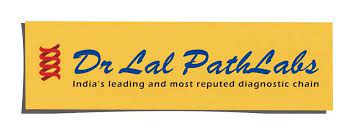 Dr Lal PathLabs
India's leading and most reputed diagnostic chain